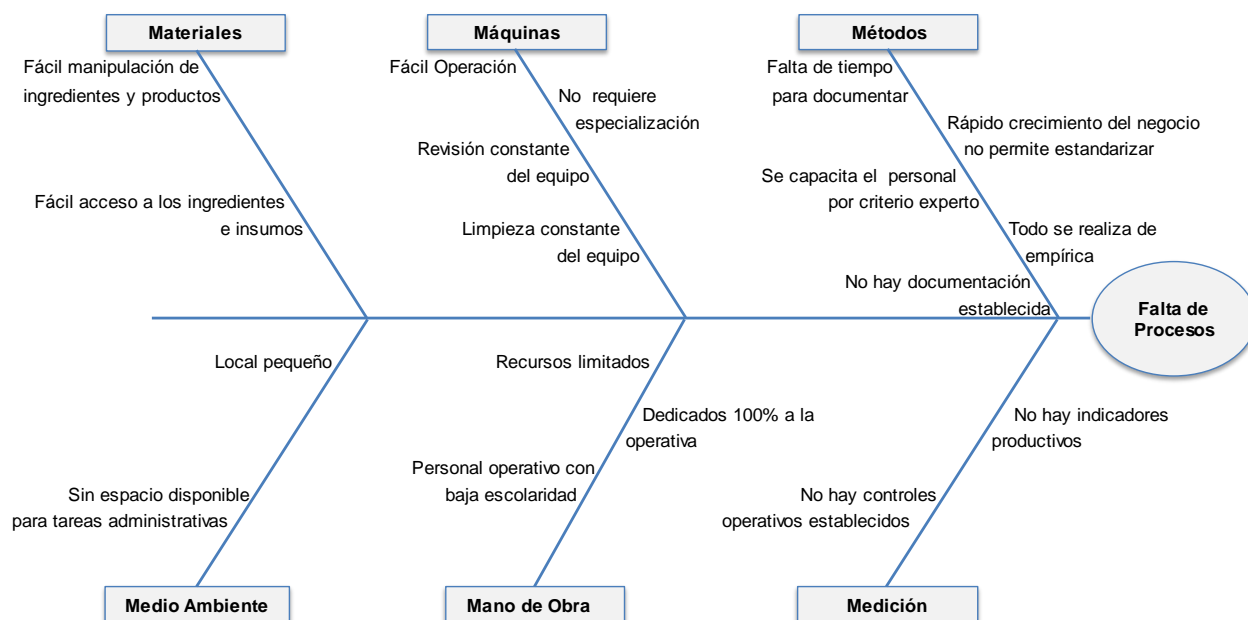 Materiales
Fácil manipulación de
ingredientes y productos
Fácil acceso a los ingredientes
e insumos
Máquinas
Fácil Operación
No requiere
especialización
Revisión constante
del equipo
Limpieza constante
del equipo
Métodos
Falta de tiempo
para documentar
Rápido crecimiento del negocio
no permite estandarizar
Se capacita el personal
por criterio experto
Todo se realiza de
empírica
No hay documentación
establecida
Falta de
Procesos
Local pequeño
Sin espacio disponible
para tareas administrativas
Medio Ambiente
Recursos limitados
Dedicados 100% a la
operativa
Personal operativo con
baja escolaridad
Mano de Obra
No hay indicadores
productivos
No hay controles
operativos establecidos
Medición